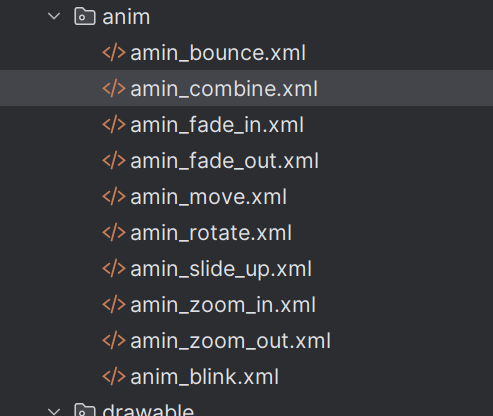 anim
amin_bounce.xml
amin_combine.xml
amin_fade_in.xml
amin_fade_out.xml
amin_move.xml
amin_rotate.xml
amin_slide_up.xml
amin_zoom_in.xml
amin_zoom_out.xml
anim_blink.xml
drawable